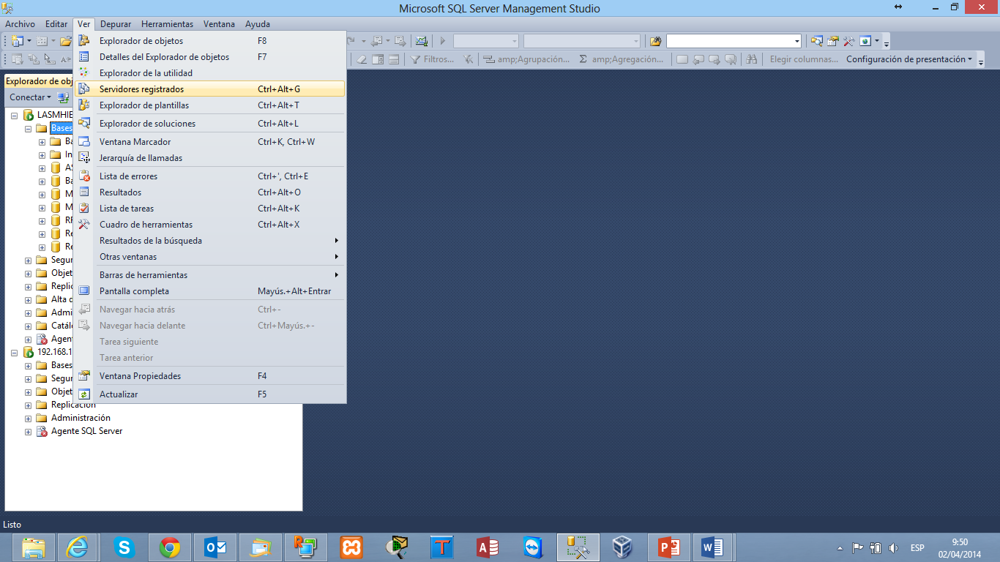 Microsoft SQL Server Management Studio
Archivo Editar Ver Depurar Herramientas Ventana Ayuda
Filtros... amp;Agrupación... amp;Agregación... Elegir columnas... Configuración de presentación
Explorador de obj
Conectar
LASMHIE
Bases
Ba
In
AS
Ba
M
M
RF
Re
Re
Segur
Objet
Replic
Alta d
Admi
Catálo
Agent
192.168.1
Bases
Segur
Objet
Replicación
Administración
Agente SQL Server
Explorador de objetos F8
Detalles del Explorador de objetos F7
Explorador de la utilidad
Servidores registrados Ctrl+Alt+G
Explorador de plantillas Ctrl+Alt+T
Explorador de soluciones Ctrl+Alt+L
Ventana Marcador Ctrl+K, Ctrl+W
Jerarquía de llamadas
Lista de errores Ctrl+', Ctrl+E
Resultados Ctrl+Alt+O
Lista de tareas Ctrl+Alt+K
Cuadro de herramientas Ctrl+Alt+X
Resultados de la búsqueda
Otras ventanas
Barras de herramientas
Pantalla completa Mayús.+Alt+Entrar
Navegar hacia atrás Ctrl+-
Navegar hacia delante Ctrl+Mayús.+-
Tarea siguiente
Tarea anterior
Ventana Propiedades F4
Actualizar F5
Listo
ESP
9:50
02/04/2014